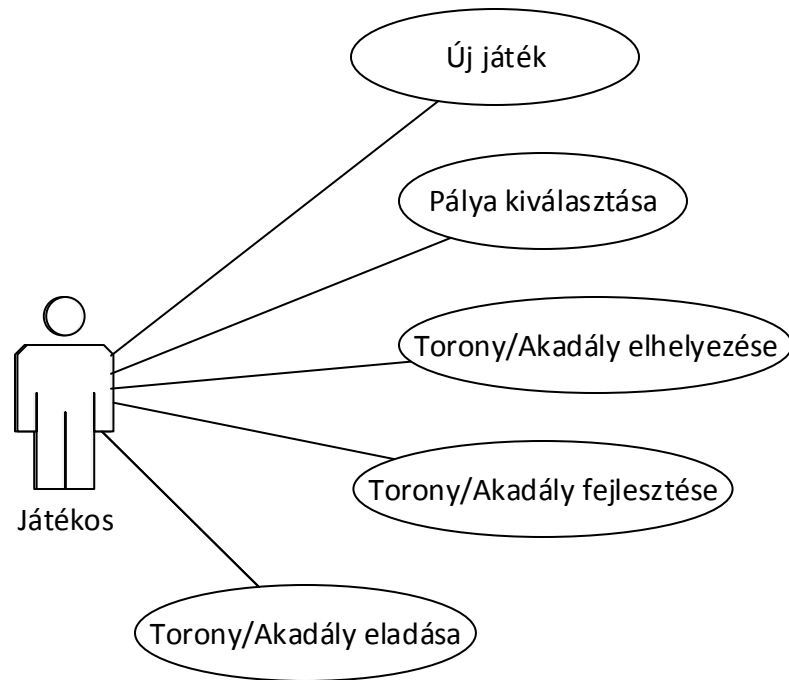 Új játék
Pálya kiválasztása
Torony/Akadály elhelyezése
Torony/Akadály fejlesztése
Játékos
Torony/Akadály eladása